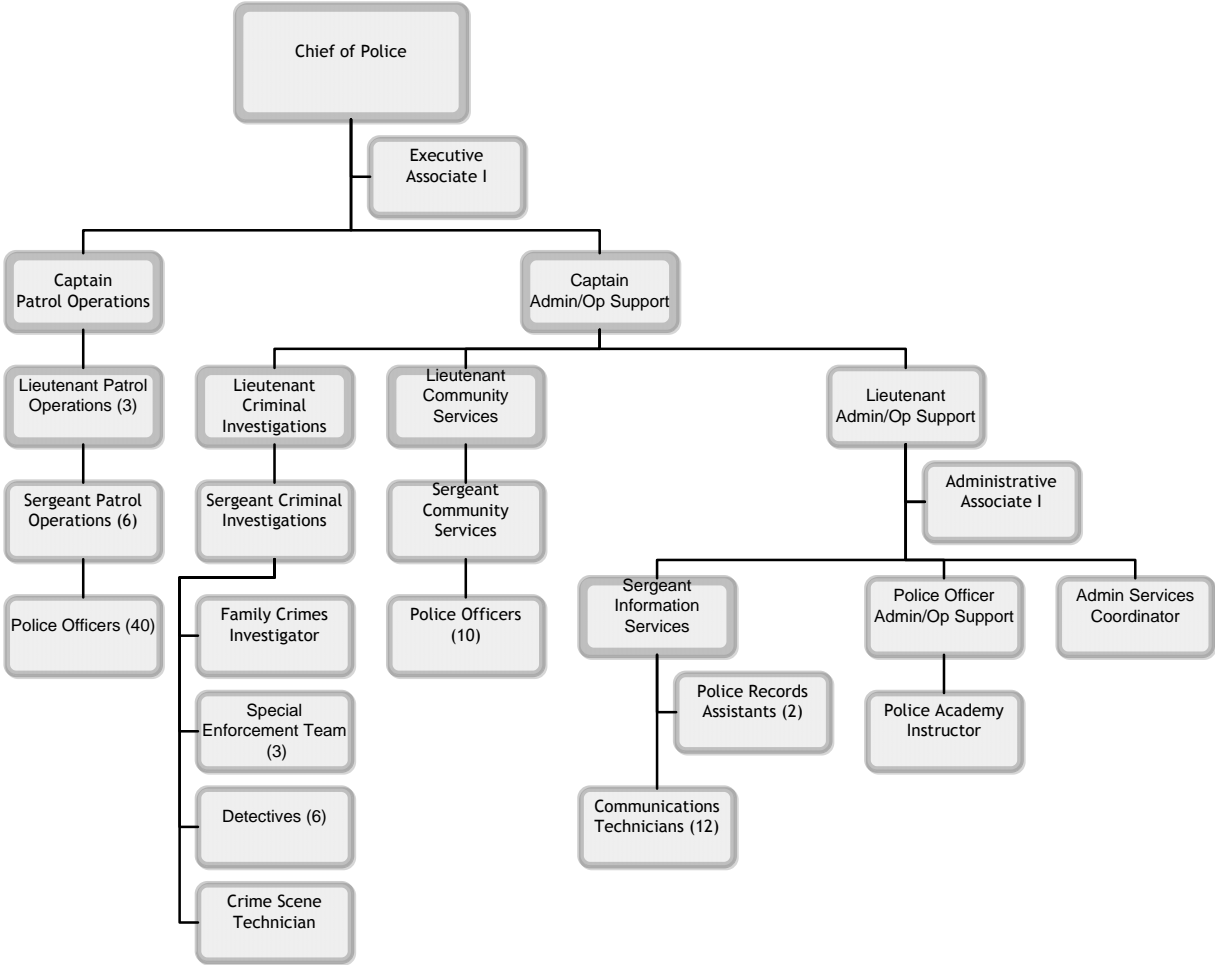 Chief of Police
Executive
Associate I
Captain
Patrol Operations
Captain
Admin/Op Support
Lieutenant Patrol
Operations (3)
Lieutenant
Criminal
Investigations
Lieutenant
Community
Services
Lieutenant
Admin/Op Support
Sergeant Patrol
Operations (6)
Sergeant Criminal
Investigations
Sergeant
Community
Services
Administrative
Associate I
Police Officers (40)
Family Crimes
Investigator
Police Officers
(10)
Sergeant
Information
Services
Police Officer
Admin/Op Support
Admin Services
Coordinator
Special
Enforcement Team
(3)
Police Records
Assistants (2)
Police Academy
Instructor
Detectives (6)
Communications
Technicians (12)
Crime Scene
Technician